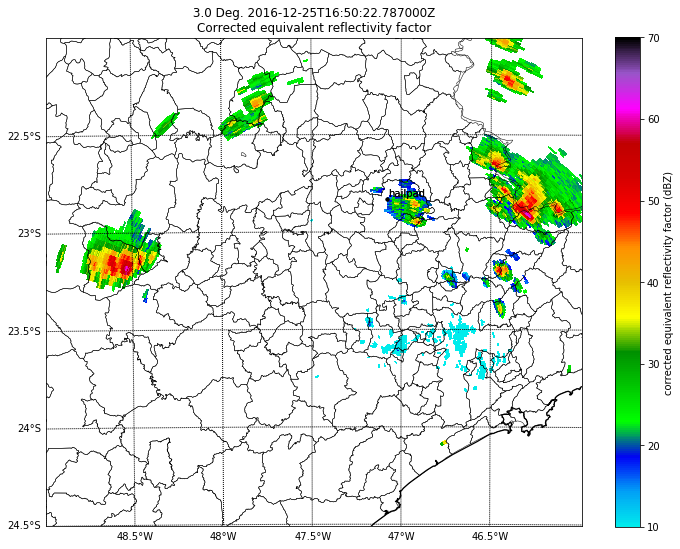 3.0 Deg. 2016-12-25T16:50:22.787000Z
Corrected equivalent reflectivity factor
70
60
50
40
30
20
10
corrected equivalent reflectivity factor (dBZ)
22.5°S
23°S
23.5°S
24°S
24.5°S
hailpad
48.5°W
48°W
47.5°W
47°W
46.5°W